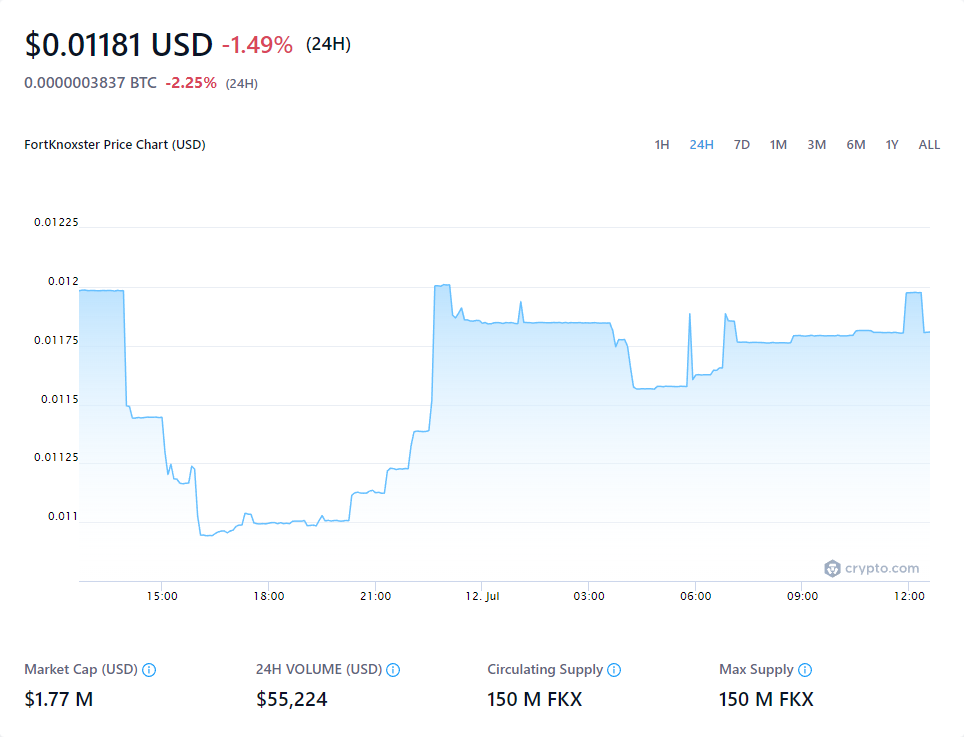 $0.01181 USD -1.49% (24H)
0.0000003837 BTC -2.25% (24H)
FortKnoxster Price Chart (USD) 1H 24H 7D 1M 3M 6M 1Y ALL
0.01225
0.012
0.01175
0.0115
0.01125
0.011
crypto.com
15:00 18:00 21:00 12. Jul 03:00 06:00 09:00 12:00
Market Cap (USD) 24H VOLUME (USD) Circulating Supply Max Supply
$1.77 M $55,224 150 M FKX 150 M FKX